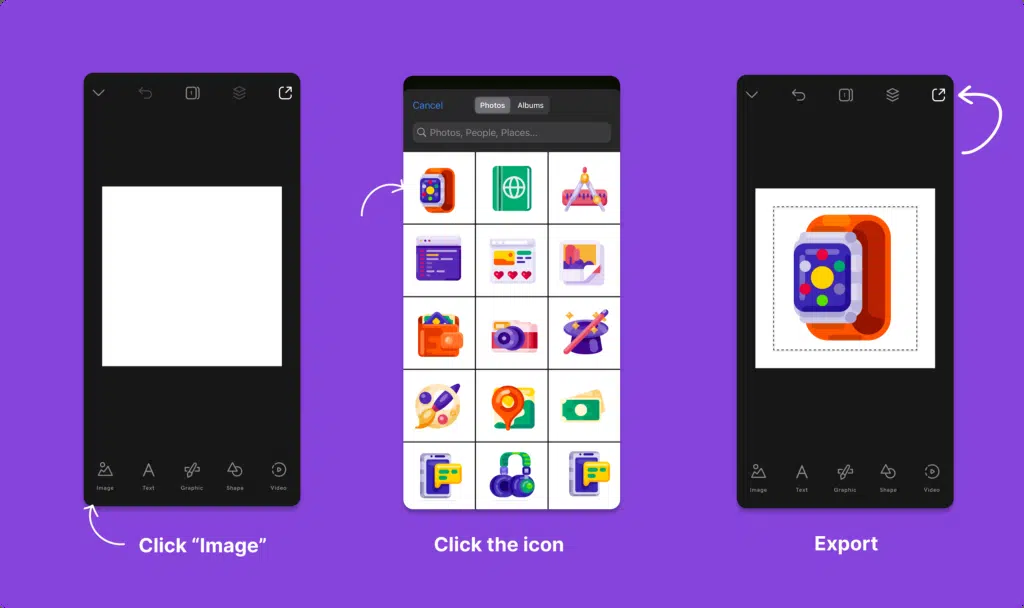 Cancel
Photos
Albums
Photos, People, Places...
Image
Text
Graphic
Shape
Video
Image
Text
Graphic
Shape
Video
Click “Image”
Click the icon
Export